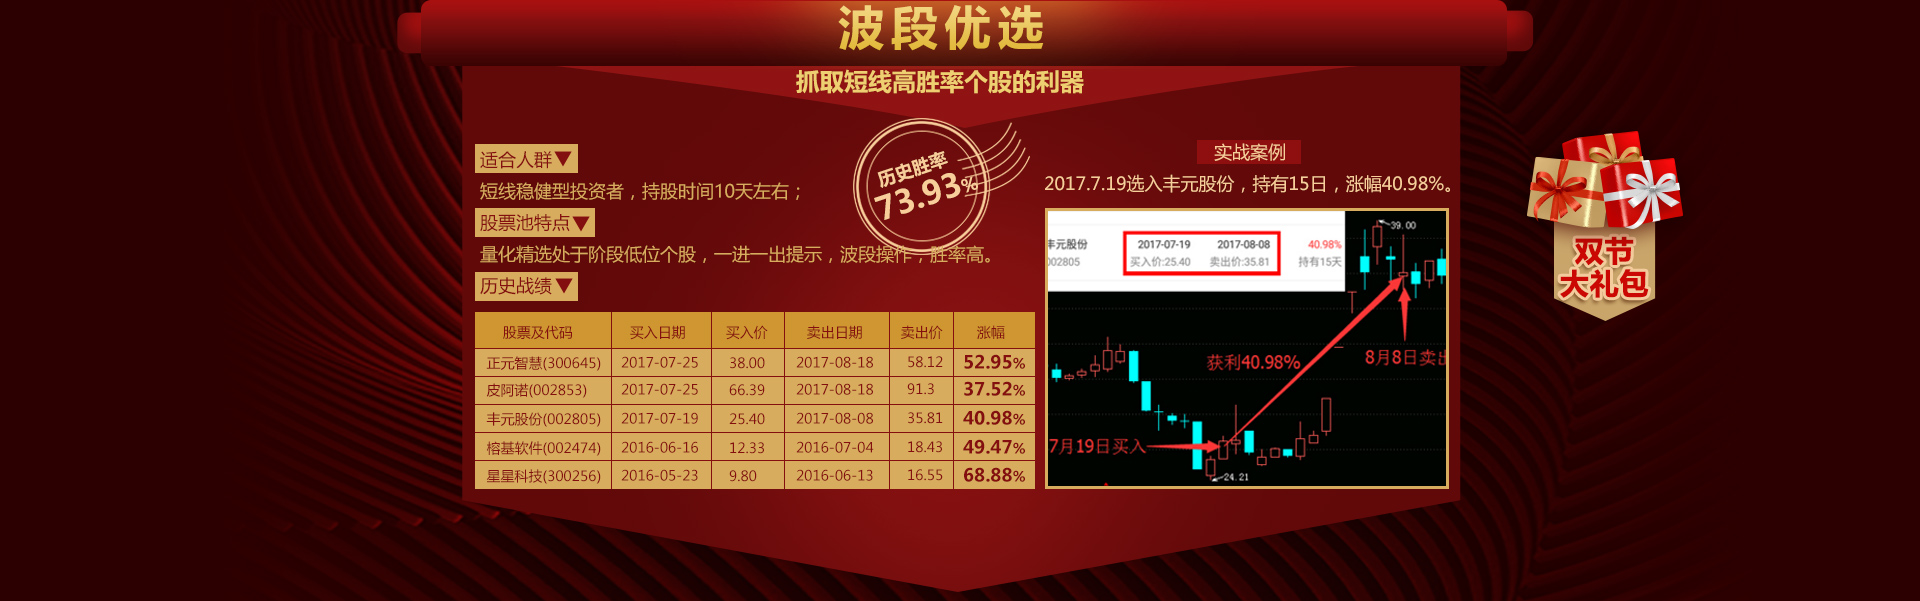 波段优选
抓取短线高胜率个股的利器
适合人群▼
短线稳健型投资者，持股时间10天左右；
股票池特点▼
量化精选处于阶段低位个股，一进一出提示，波段操作，胜率高。
历史战绩▼
历史胜率
73.93%
股票及代码 买入日期 买入价 卖出日期 卖出价 涨幅
正元智慧(300645) 2017-07-25 38.00 2017-08-18 58.12 52.95%
皮阿诺(002853) 2017-07-25 66.39 2017-08-18 91.3 37.52%
丰元股份(002805) 2017-07-19 25.40 2017-08-08 35.81 40.98%
榕基软件(002474) 2016-06-16 12.33 2016-07-04 18.43 49.47%
星星科技(300256) 2016-05-23 9.80 2016-06-13 16.55 68.88%
实战案例
2017.7.19选入丰元股份，持有15日，涨幅40.98%。
丰元股份 2017-07-19 2017-08-08 40.98%
002805 买入价:25.40 卖出价:35.81 持有15天
39.00
获利40.98%
8月8日卖出
7月19日买入
24.21
双节
大礼包